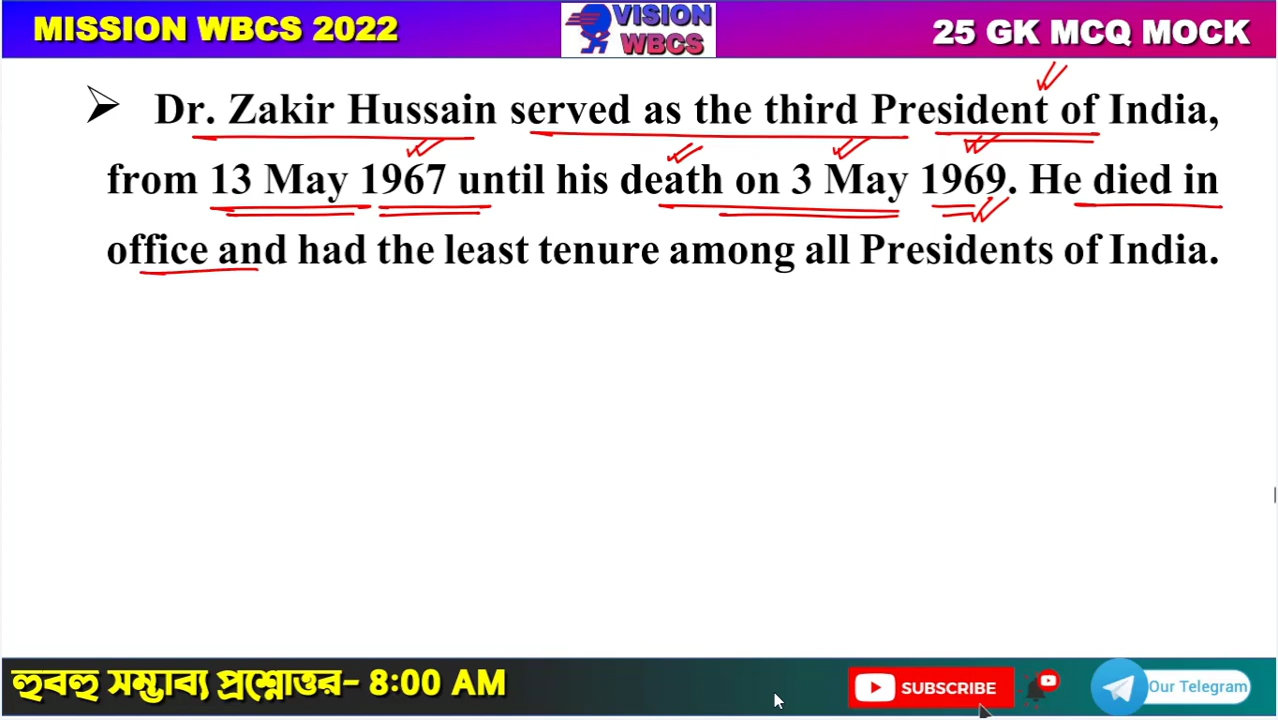 MISSION WBCS 2022
VISION
WBCS
25 GK MCQ MOCK
Dr. Zakir Hussain served as the third President of India,
from 13 May 1967 until his death on 3 May 1969. He died in
office and had the least tenure among all Presidents of India.
হুবহু সম্ভাব্য প্রশ্নোত্তর- 8:00 AM
SUBSCRIBE
Our Telegram